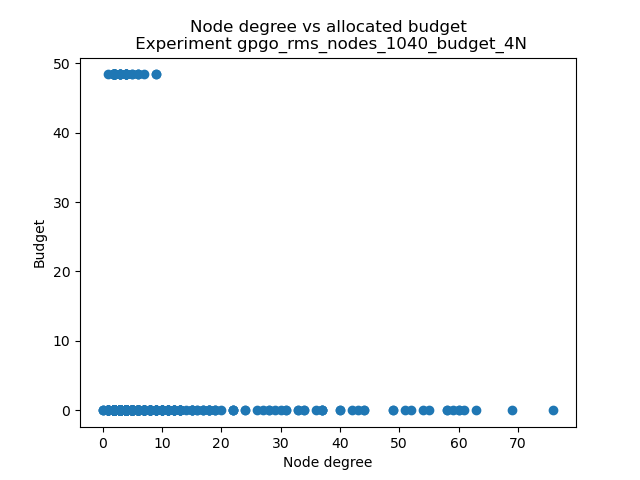 Node degree vs allocated budget
Experiment gpgo_rms_nodes_1040_budget_4N
50
40
30
20
10
0
Budget
0 10 20 30 40 50 60 70
Node degree